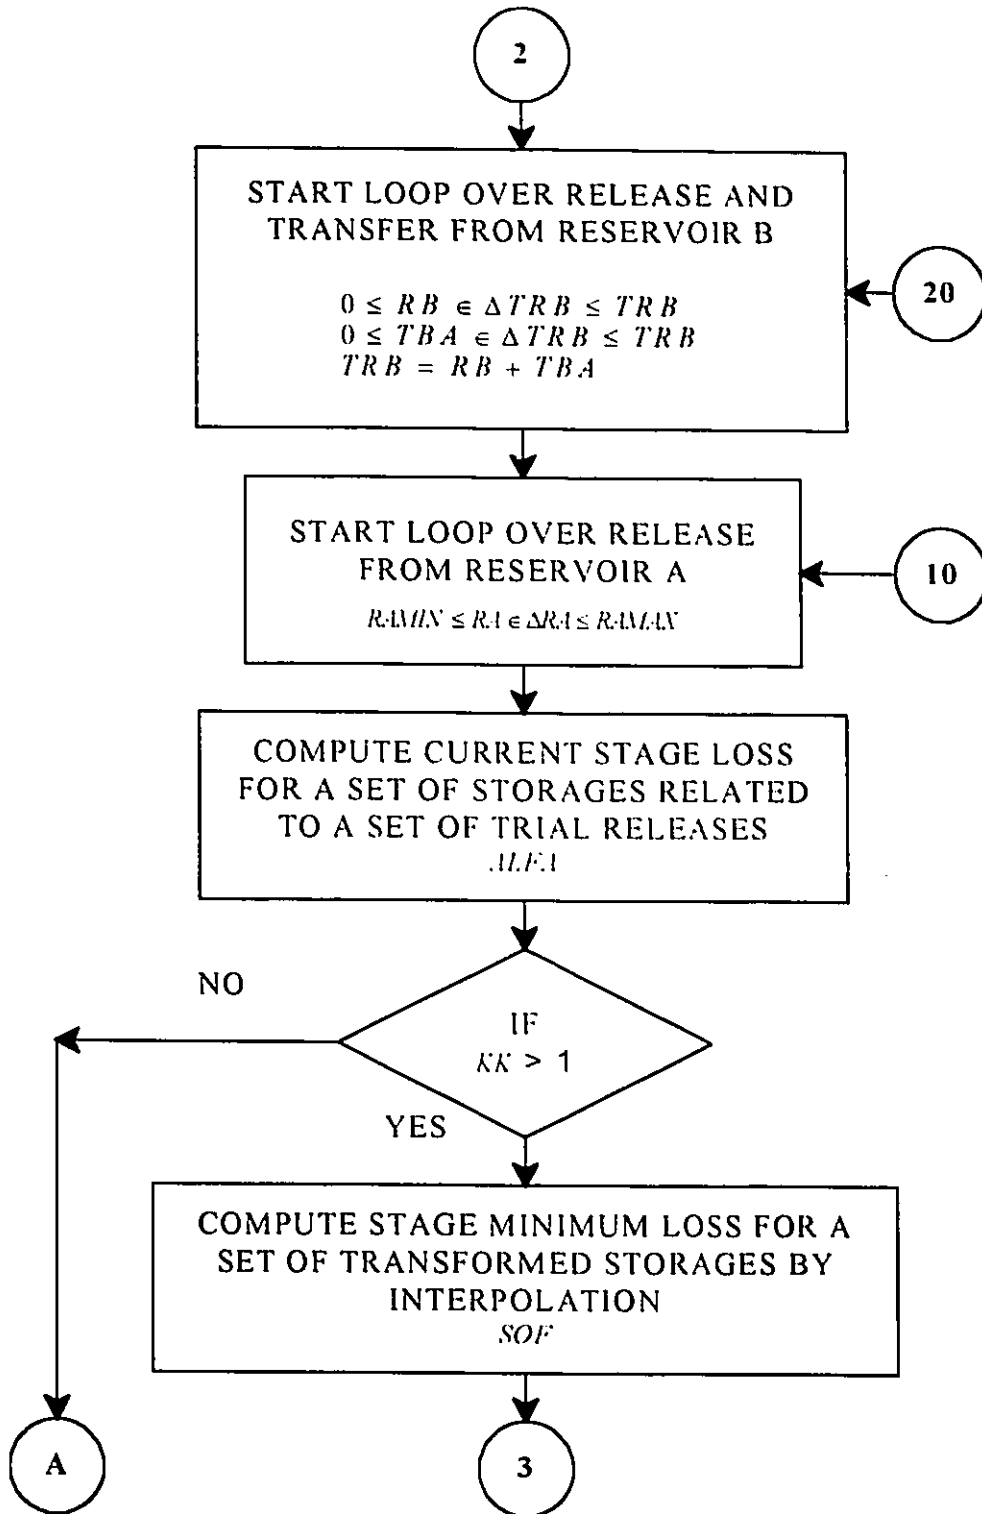 2
START LOOP OVER RELEASE AND
TRANSFER FROM RESERVOIR B
0 ≤ RB ∈ ΔTRB ≤ TRB
0 ≤ TBA ∈ ΔTRB ≤ TRB
TRB = RB + TBA
20
START LOOP OVER RELEASE
FROM RESERVOIR A
RAMIN ≤ RA ∈ ΔRA ≤ RAMAX
10
COMPUTE CURRENT STAGE LOSS
FOR A SET OF STORAGES RELATED
TO A SET OF TRIAL RELEASES
ALFA
NO
IF
KK > 1
YES
COMPUTE STAGE MINIMUM LOSS FOR A
SET OF TRANSFORMED STORAGES BY
INTERPOLATION
SOF
A
3